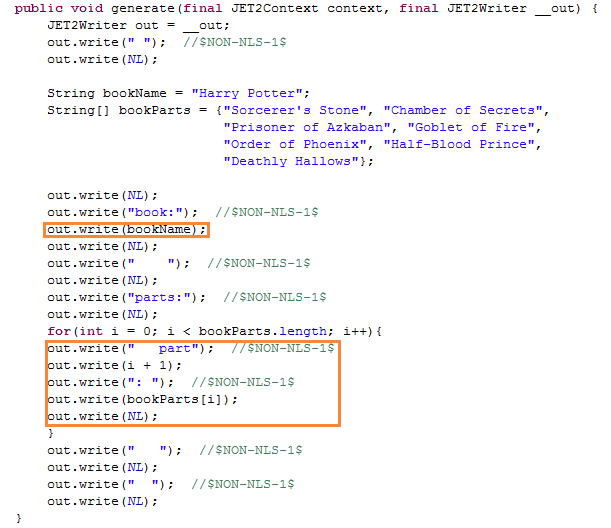 public void generate(final JET2Context context, final JET2Writer __out) {
    JET2Writer out = __out;
    out.write(" ");  //$NON-NLS-1$
    out.write(NL);

    String bookName = "Harry Potter";
    String[] bookParts = {"Sorcerer's Stone", "Chamber of Secrets",
                          "Prisoner of Azkaban", "Goblet of Fire",
                          "Order of Phoenix", "Half-Blood Prince",
                          "Deathly Hallows"};

    out.write(NL);
    out.write("book:");  //$NON-NLS-1$
    out.write(bookName);
    out.write(NL);
    out.write("    ");  //$NON-NLS-1$
    out.write(NL);
    out.write("parts:");  //$NON-NLS-1$
    out.write(NL);
    for(int i = 0; i < bookParts.length; i++){
    out.write("   part");  //$NON-NLS-1$
    out.write(i + 1);
    out.write(": ");  //$NON-NLS-1$
    out.write(bookParts[i]);
    out.write(NL);
    }
    out.write("   ");  //$NON-NLS-1$
    out.write(NL);
    out.write("  ");  //$NON-NLS-1$
    out.write(NL);
}